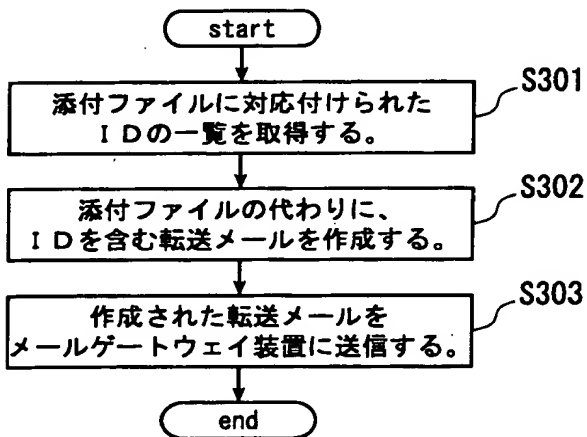 start
S301
添付ファイルに対応付けられた
IDの一覧を取得する。
S302
添付ファイルの代わりに、
IDを含む転送メールを作成する。
S303
作成された転送メールを
メールゲートウェイ装置に送信する。
end